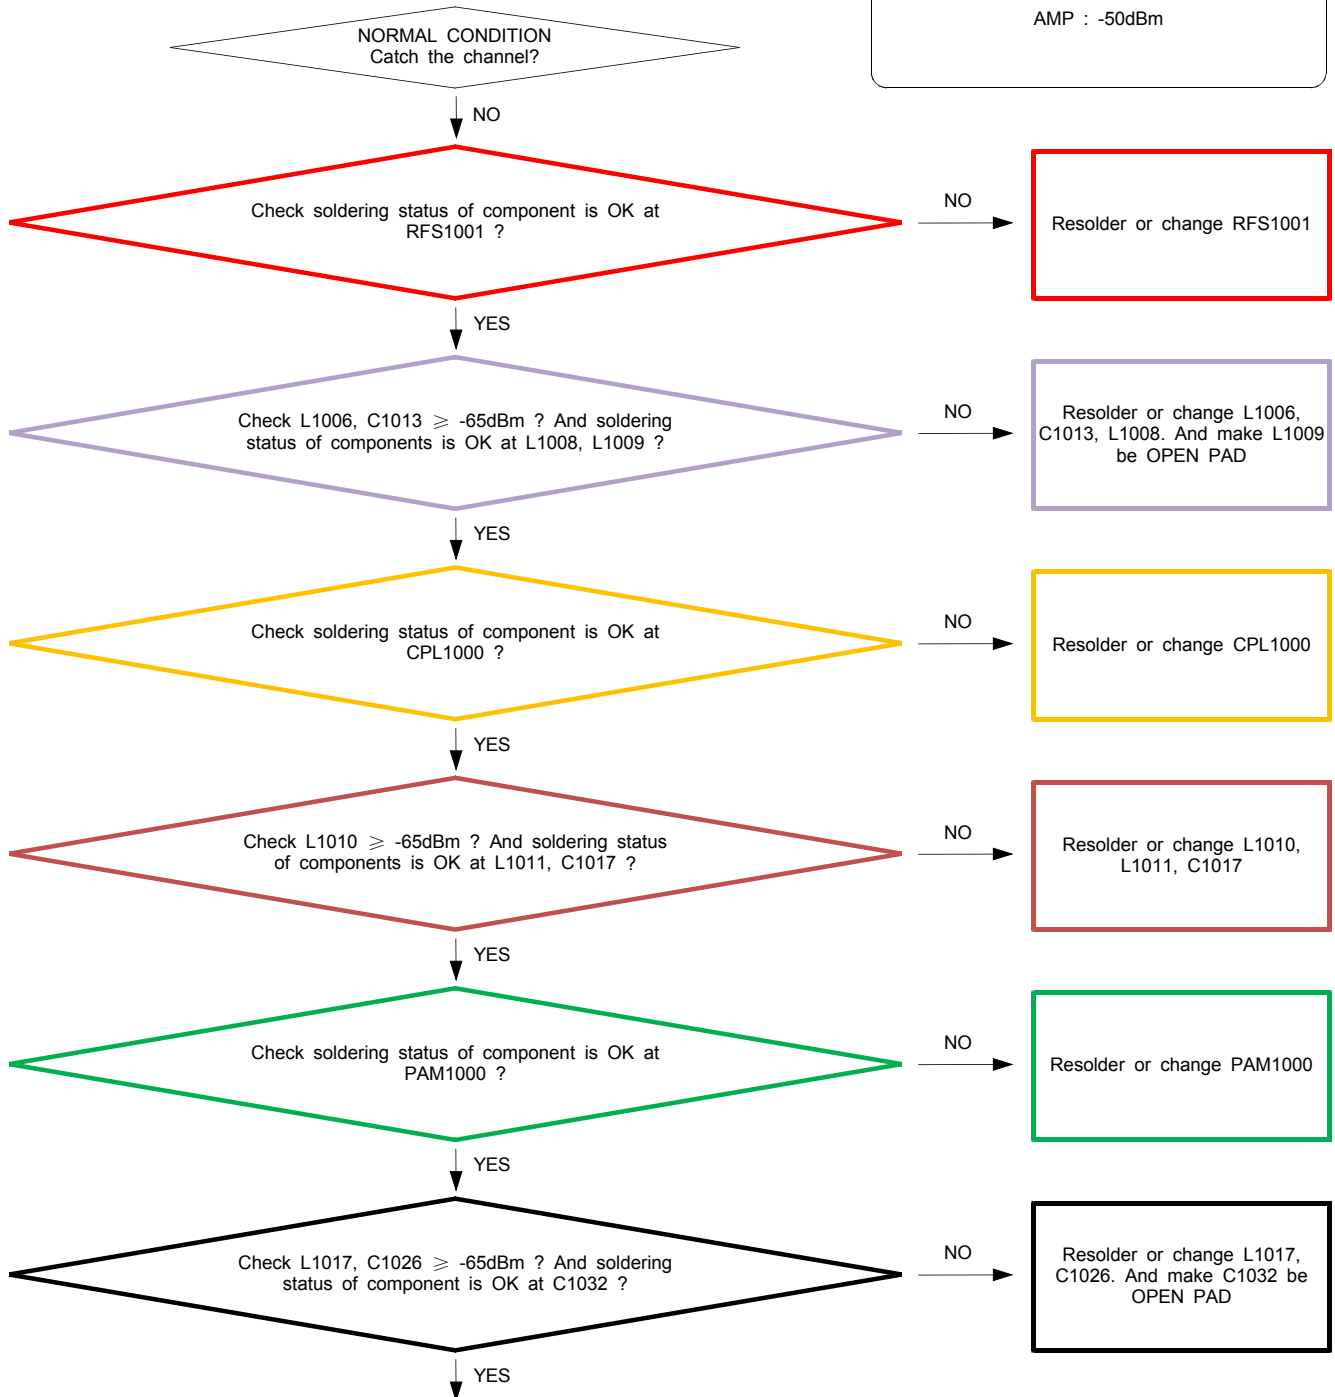 AMP : -50dBm
NORMAL CONDITION
Catch the channel?
NO
Check soldering status of component is OK at
RFS1001 ?
NO
Resolder or change RFS1001
YES
Check L1006, C1013 ≥ -65dBm ? And soldering
status of components is OK at L1008, L1009 ?
NO
Resolder or change L1006,
C1013, L1008. And make L1009
be OPEN PAD
YES
Check soldering status of component is OK at
CPL1000 ?
NO
Resolder or change CPL1000
YES
Check L1010 ≥ -65dBm ? And soldering status
of components is OK at L1011, C1017 ?
NO
Resolder or change L1010,
L1011, C1017
YES
Check soldering status of component is OK at
PAM1000 ?
NO
Resolder or change PAM1000
YES
Check L1017, C1026 ≥ -65dBm ? And soldering
status of component is OK at C1032 ?
NO
Resolder or change L1017,
C1026. And make C1032 be
OPEN PAD
YES